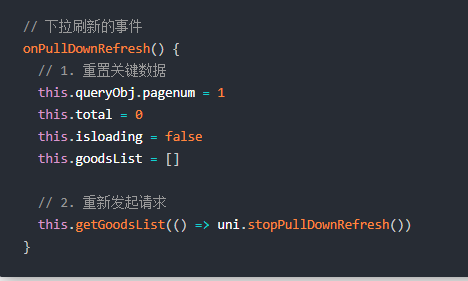 // 下拉刷新的事件
onPullDownRefresh() {
  // 1. 重置关键数据
  this.queryObj.pagenum = 1
  this.total = 0
  this.isloading = false
  this.goodsList = []

  // 2. 重新发起请求
  this.getGoodsList(() => uni.stopPullDownRefresh())
}